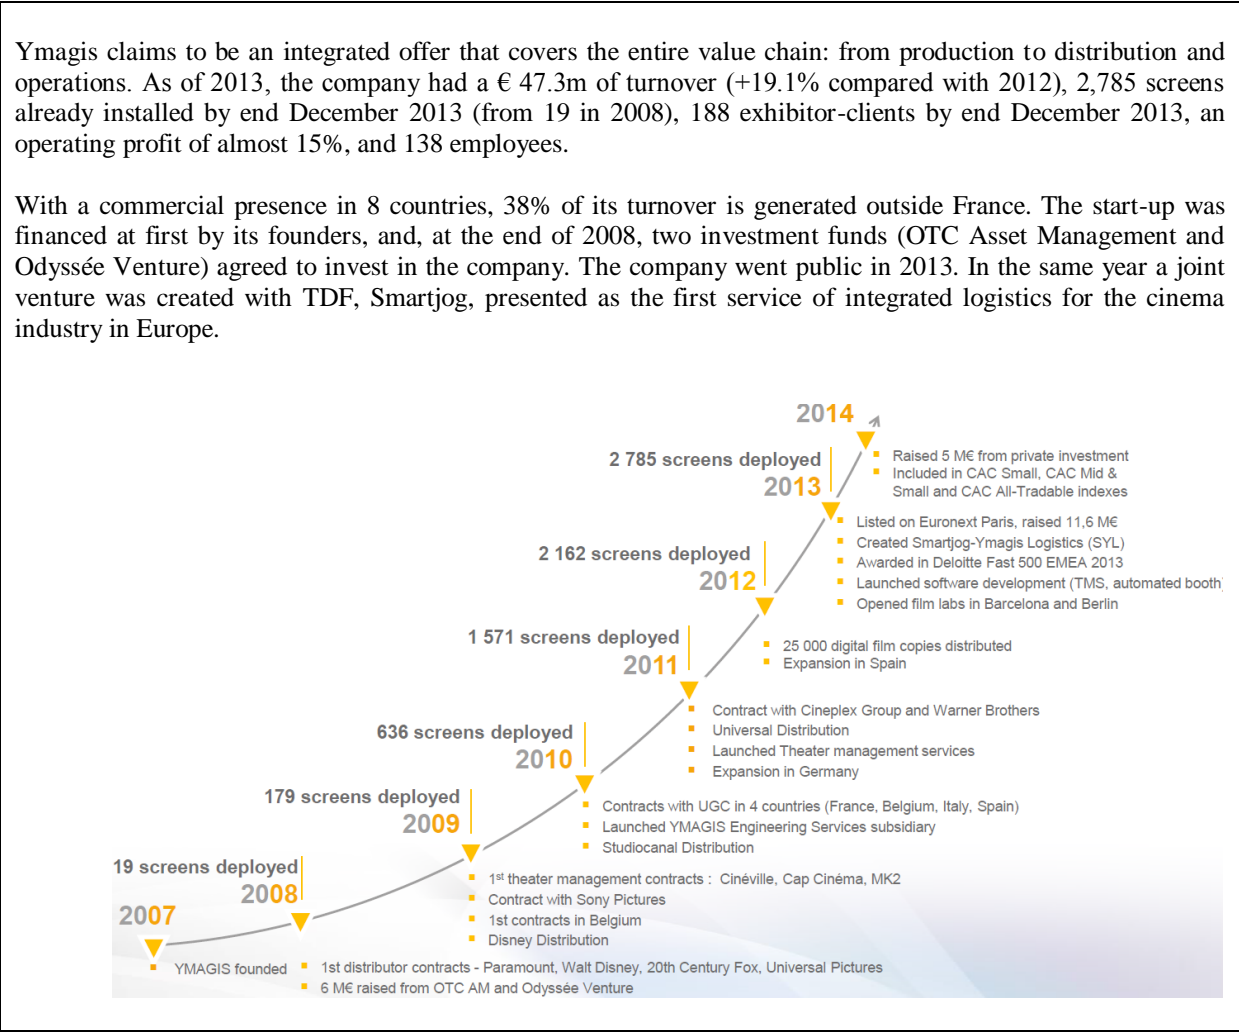 Ymagis claims to be an integrated offer that covers the entire value chain: from production to distribution and
operations. As of 2013, the company had a € 47.3m of turnover (+19.1% compared with 2012), 2,785 screens
already installed by end December 2013 (from 19 in 2008), 188 exhibitor-clients by end December 2013, an
operating profit of almost 15%, and 138 employees.
With a commercial presence in 8 countries, 38% of its turnover is generated outside France. The start-up was
financed at first by its founders, and, at the end of 2008, two investment funds (OTC Asset Management and
Odyssée Venture) agreed to invest in the company. The company went public in 2013. In the same year a joint
venture was created with TDF, Smartjog, presented as the first service of integrated logistics for the cinema
industry in Europe.
2014
Raised 5 M€ from private investment
Included in CAC Small, CAC Mid &
Small and CAC All-Tradable indexes
2 785 screens deployed
2013
Listed on Euronext Paris, raised 11,6 M€
Created Smartjog-Ymagis Logistics (SYL)
Awarded in Deloitte Fast 500 EMEA 2013
Launched software development (TMS, automated booth)
Opened film labs in Barcelona and Berlin
2 162 screens deployed
2012
25 000 digital film copies distributed
Expansion in Spain
1 571 screens deployed
2011
Contract with Cineplex Group and Warner Brothers
Universal Distribution
Launched Theater management services
Expansion in Germany
636 screens deployed
2010
Contracts with UGC in 4 countries (France, Belgium, Italy, Spain)
Launched YMAGIS Engineering Services subsidiary
Studiocanal Distribution
179 screens deployed
2009
1st theater management contracts : Cinéville, Cap Cinéma, MK2
Contract with Sony Pictures
1st contracts in Belgium
Disney Distribution
19 screens deployed
2008
1st distributor contracts - Paramount, Walt Disney, 20th Century Fox, Universal Pictures
6 M€ raised from OTC AM and Odyssée Venture
2007
YMAGIS founded